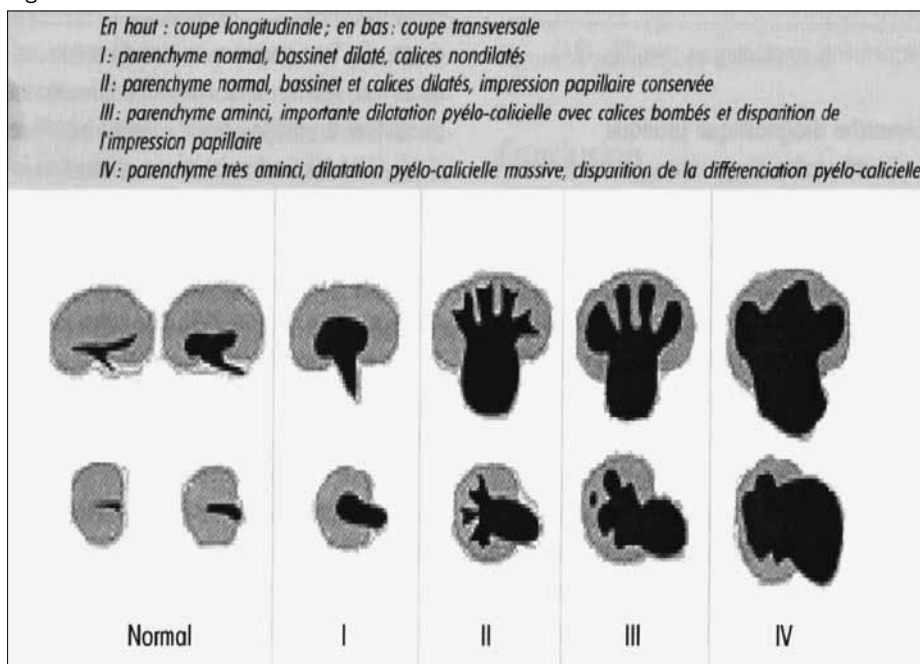 En haut : coupe longitudinale ; en bas : coupe transversale
I : parenchyme normal, bassinet dilaté, calices nondilatés
II : parenchyme normal, bassinet et calices dilatés, impression papillaire conservée
III : parenchyme aminci, importante dilatation pyélo-calicielle avec calices bombés et disparition de
l'impression papillaire
IV : parenchyme très aminci, dilatation pyélo-calicielle massive, disparition de la différenciation pyélo-calicielle
Normal I II III IV